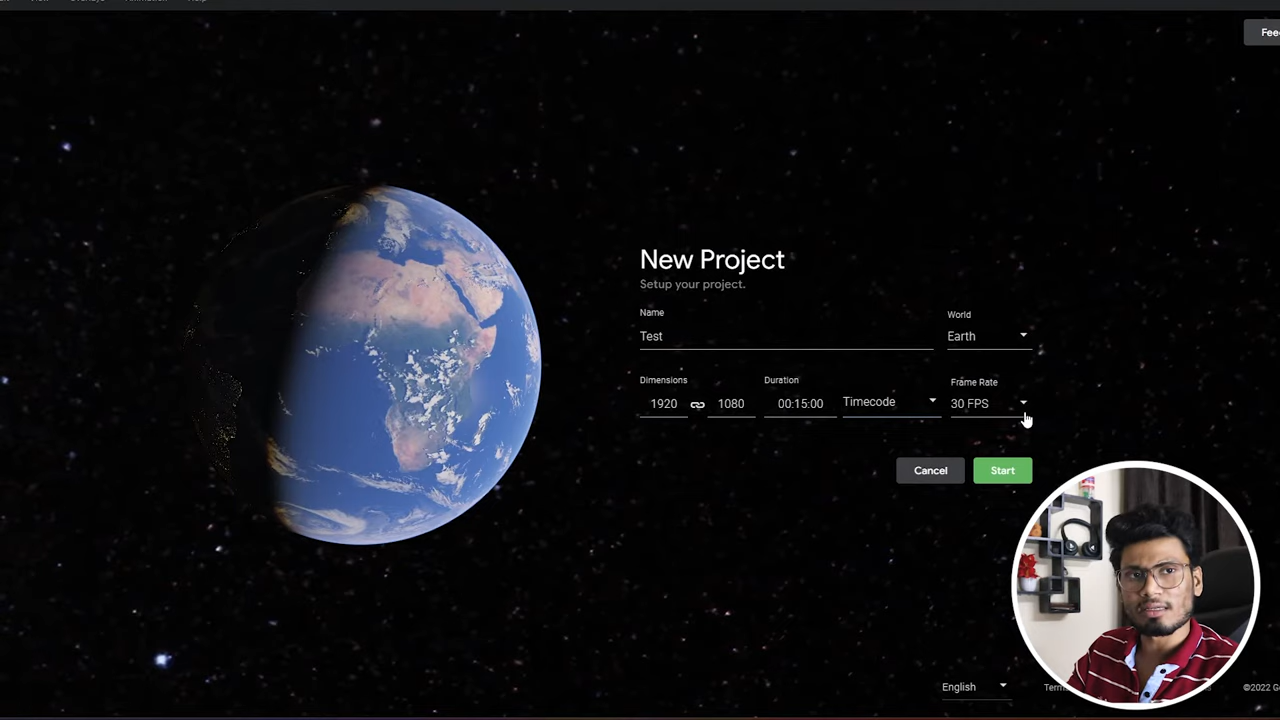 New Project
Setup your project.
Name
World
Test
Earth
Dimensions
Duration
Frame Rate
1920
1080
00:15:00
Timecode
30 FPS
Cancel
Start
English
©2022